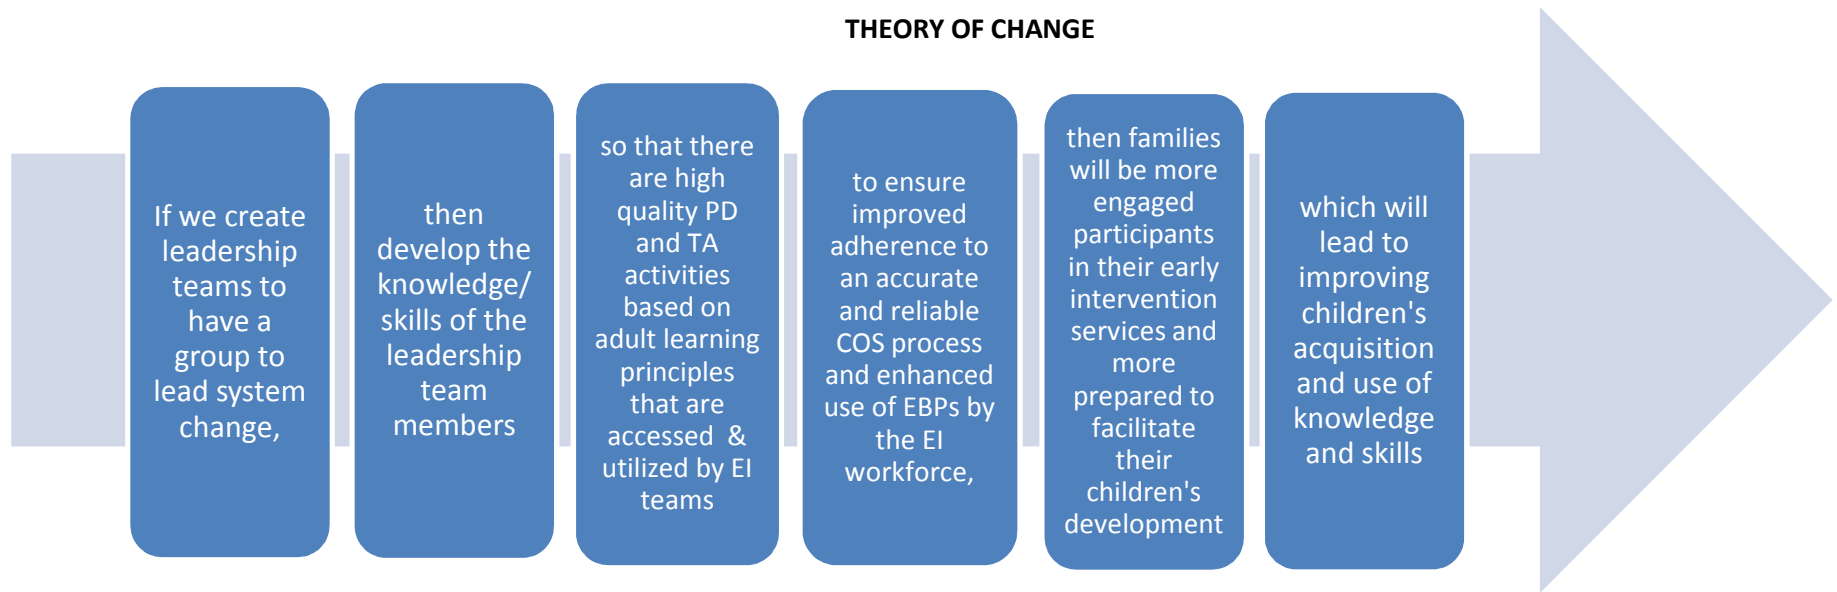 THEORY OF CHANGE
If we create
leadership
teams to
have a
group to
lead system
change,
then
develop the
knowledge/
skills of the
leadership
team
members
so that there
are high
quality PD
and TA
activities
based on
adult learning
principles
that are
accessed & 
utilized by EI
teams
to ensure
improved
adherence to
an accurate
and reliable
COS process
and enhanced
use of EBPs by
the EI
workforce,
then families
will be more
engaged
participants
in their early
intervention
services and
more
prepared to
facilitate
their
children's
development
which will
lead to
improving
children's
acquisition
and use of
knowledge
and skills